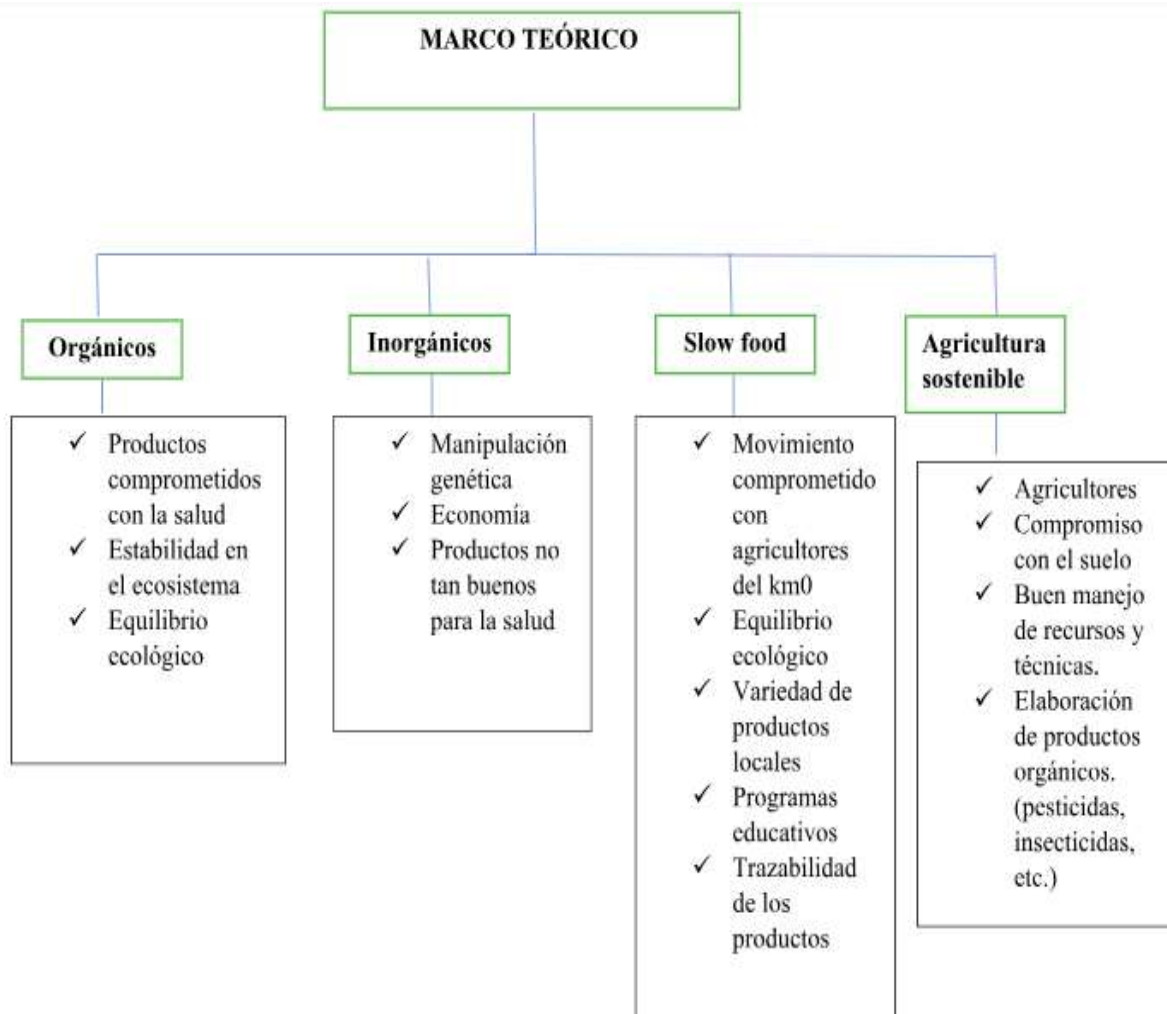 MARCO TEÓRICO
Orgánicos
✓ Productos
comprometidos
con la salud
✓ Estabilidad en
el ecosistema
✓ Equilibrio
ecológico
Inorgánicos
✓ Manipulación
genética
✓ Economía
✓ Productos no
tan buenos
para la salud
Slow food
✓ Movimiento
comprometido
con
agricultores
del km0
✓ Equilibrio
ecológico
✓ Variedad de
productos
locales
✓ Programas
educativos
✓ Trazabilidad
de los
productos
Agricultura
sostenible
✓ Agricultores
✓ Compromiso
con el suelo
✓ Buen manejo
de recursos y
técnicas.
✓ Elaboración
de productos
orgánicos.
(pesticidas,
insecticidas,
etc.)